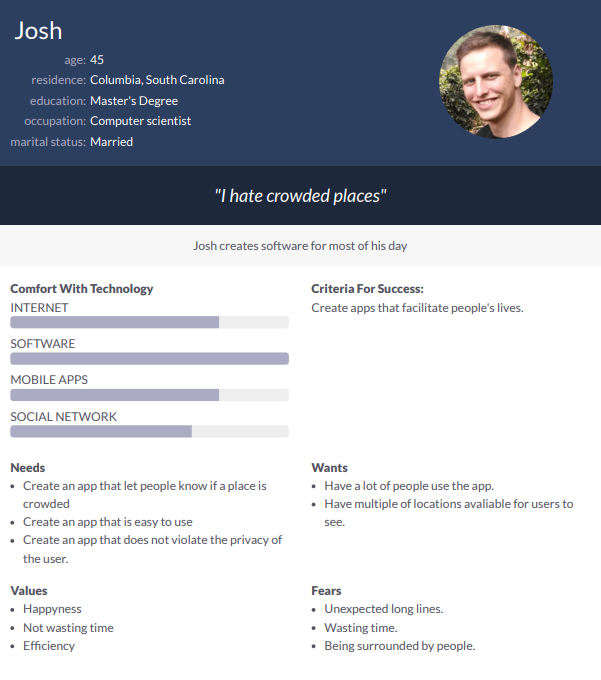 Josh
age: 45
residence: Columbia, South Carolina
education: Master's Degree
occupation: Computer scientist
marital status: Married
"I hate crowded places"
Josh creates software for most of his day
Comfort With Technology
INTERNET
SOFTWARE
MOBILE APPS
SOCIAL NETWORK
Criteria For Success:
Create apps that facilitate people's lives.
Needs
• Create an app that let people know if a place is
crowded
• Create an app that is easy to use
• Create an app that does not violate the privacy of
the user.
Wants
• Have a lot of people use the app.
• Have multiple of locations avaliable for users to
see.
Values
• Happyness
• Not wasting time
• Efficiency
Fears
• Unexpected long lines.
• Wasting time.
• Being surrounded by people.